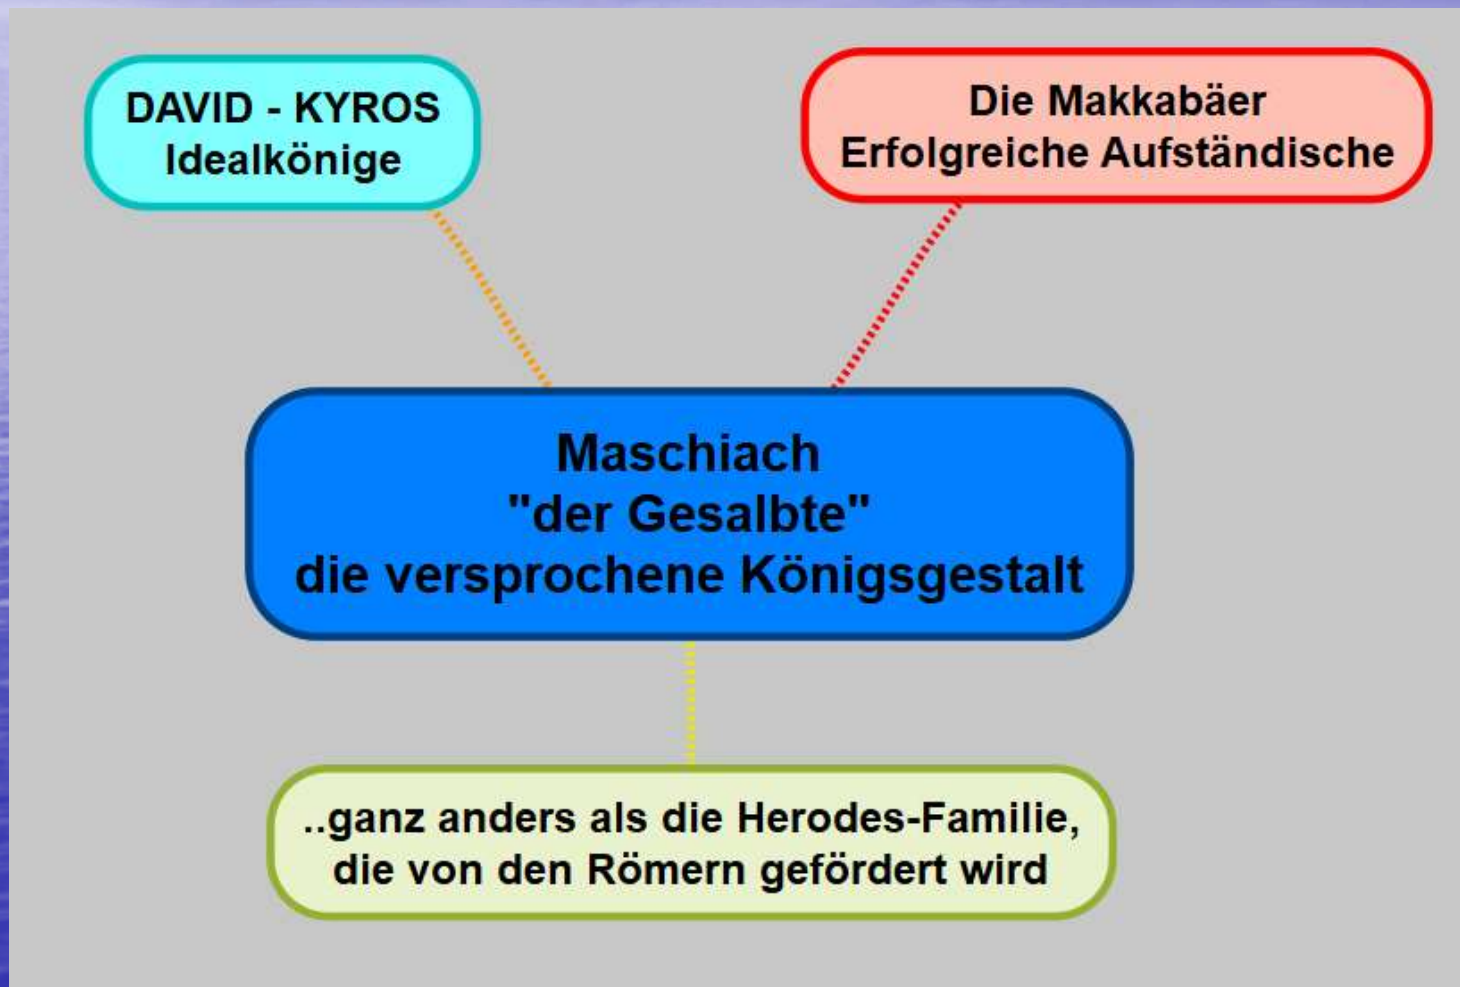 DAVID - KYROS
Idealkönige
Die Makkabäer
Erfolgreiche Aufständische
Maschiach
"der Gesalbte"
die versprochene Königsgestalt
..ganz anders als die Herodes-Familie,
die von den Römern gefördert wird